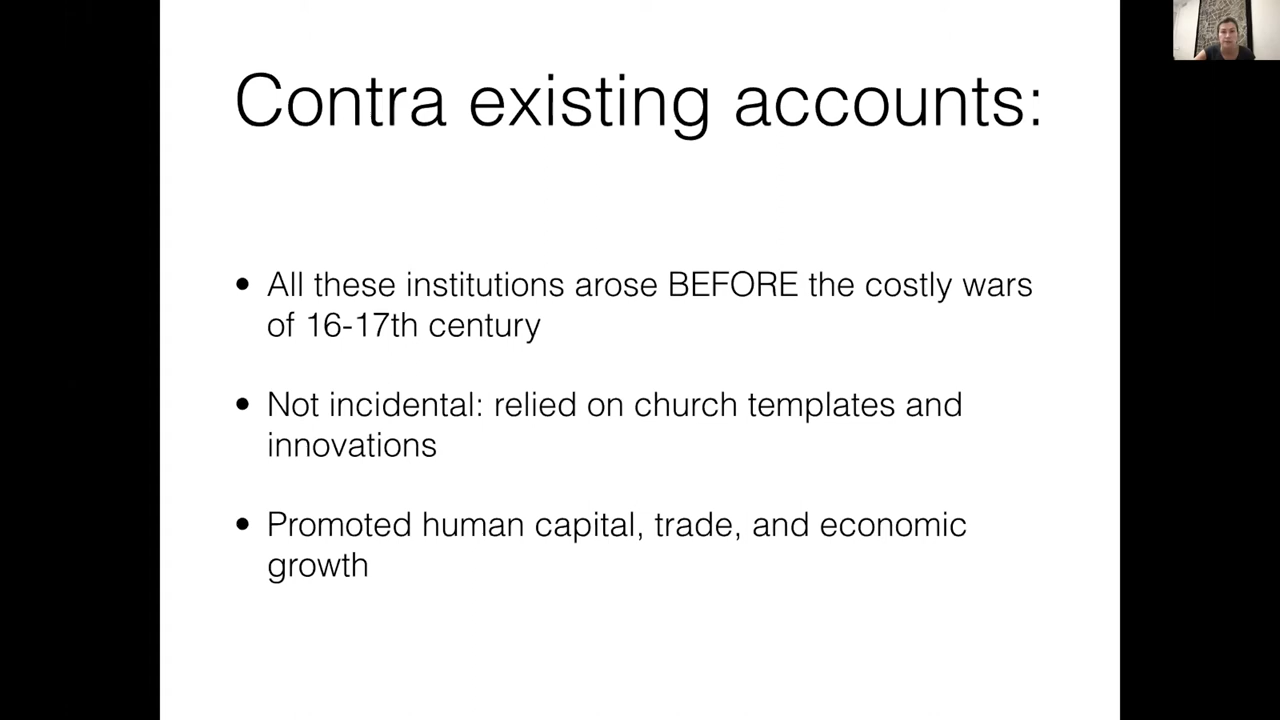 Contra existing accounts:
• All these institutions arose BEFORE the costly wars
of 16-17th century
• Not incidental: relied on church templates and
innovations
• Promoted human capital, trade, and economic
growth